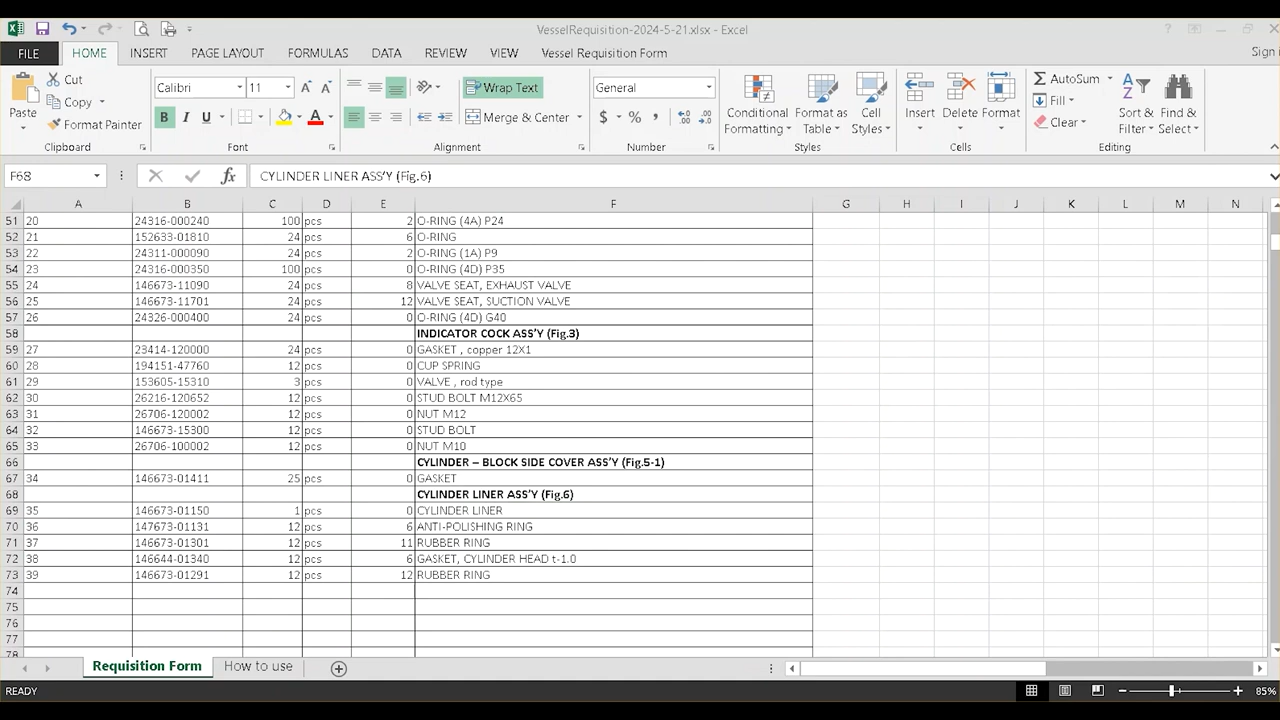 VesselRequisition-2024-5-21.xlsx - Excel
FILE HOME INSERT PAGE LAYOUT FORMULAS DATA REVIEW VIEW Vessel Requisition Form Sign
Paste Cut Copy Format Painter Clipboard
Calibri 11 B I U A Font
Wrap Text Merge & Center Alignment
General $ % , Number
Conditional Formatting Format as Table Cell Styles Styles
Insert Delete Format Cells
AutoSum Fill Clear Sort & Filter Find & Select Editing
F68 fx CYLINDER LINER ASS'Y (Fig.6)
A B C D E F G H I J K L M N
51 20 24316-000240 100 pcs 2 O-RING (4A) P24
52 21 152633-01810 24 pcs 6 O-RING
53 22 24311-000090 24 pcs 2 O-RING (1A) P9
54 23 24316-000350 100 pcs 0 O-RING (4D) P35
55 24 146673-11090 24 pcs 8 VALVE SEAT, EXHAUST VALVE
56 25 146673-11701 24 pcs 12 VALVE SEAT, SUCTION VALVE
57 26 24326-000400 24 pcs 0 O-RING (4D) G40
58 INDICATOR COCK ASS'Y (Fig.3)
59 27 23414-120000 24 pcs 0 GASKET , copper 12X1
60 28 194151-47760 12 pcs 0 CUP SPRING
61 29 153605-15310 3 pcs 0 VALVE , rod type
62 30 26216-120652 12 pcs 0 STUD BOLT M12X65
63 31 26706-120002 12 pcs 0 NUT M12
64 32 146673-15300 12 pcs 0 STUD BOLT
65 33 26706-100002 12 pcs 0 NUT M10
66 CYLINDER – BLOCK SIDE COVER ASS'Y (Fig.5-1)
67 34 146673-01411 25 pcs 0 GASKET
68 CYLINDER LINER ASS'Y (Fig.6)
69 35 146673-01150 1 pcs 0 CYLINDER LINER
70 36 147673-01131 12 pcs 6 ANTI-POLISHING RING
71 37 146673-01301 12 pcs 11 RUBBER RING
72 38 146644-01340 12 pcs 6 GASKET, CYLINDER HEAD t-1.0
73 39 146673-01291 12 pcs 12 RUBBER RING
74
75
76
77
78
Requisition Form How to use
READY 85%